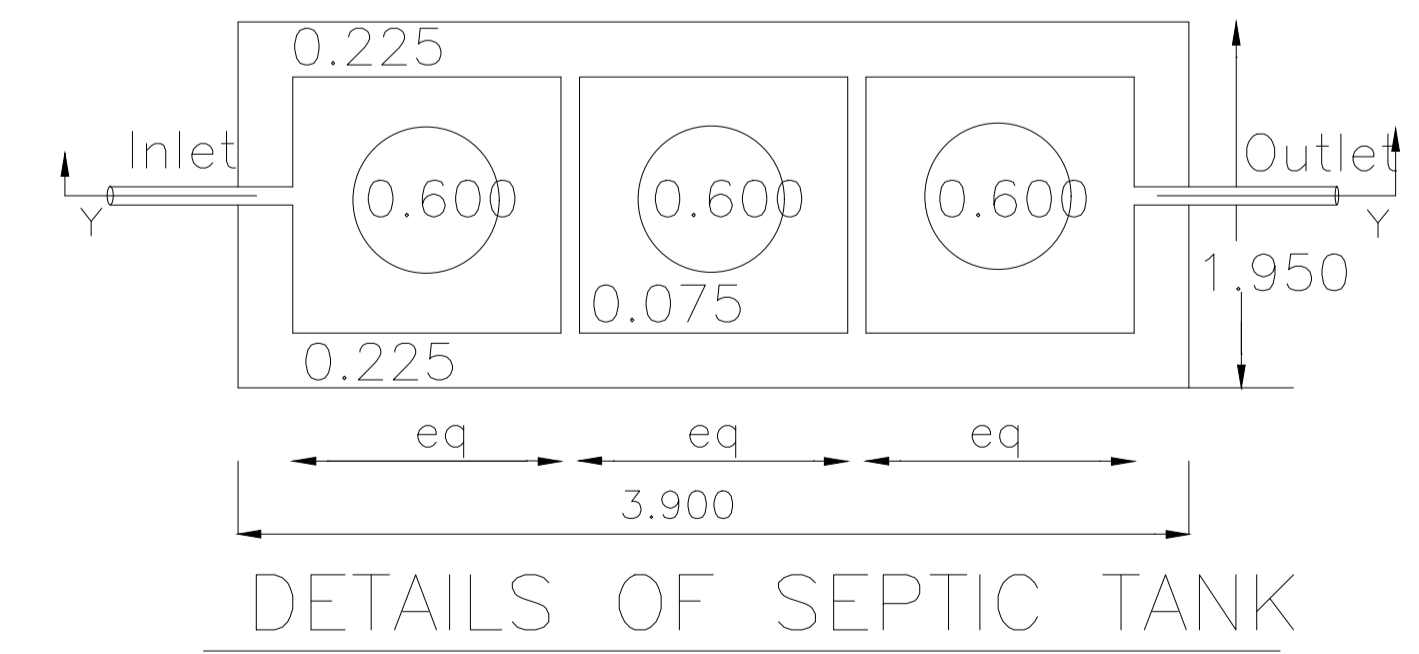 0.225
Inlet
Outlet
0.600 0.600 0.600
Y
Y
1.950
0.075
0.225
eq eq eq
3.900
DETAILS OF SEPTIC TANK